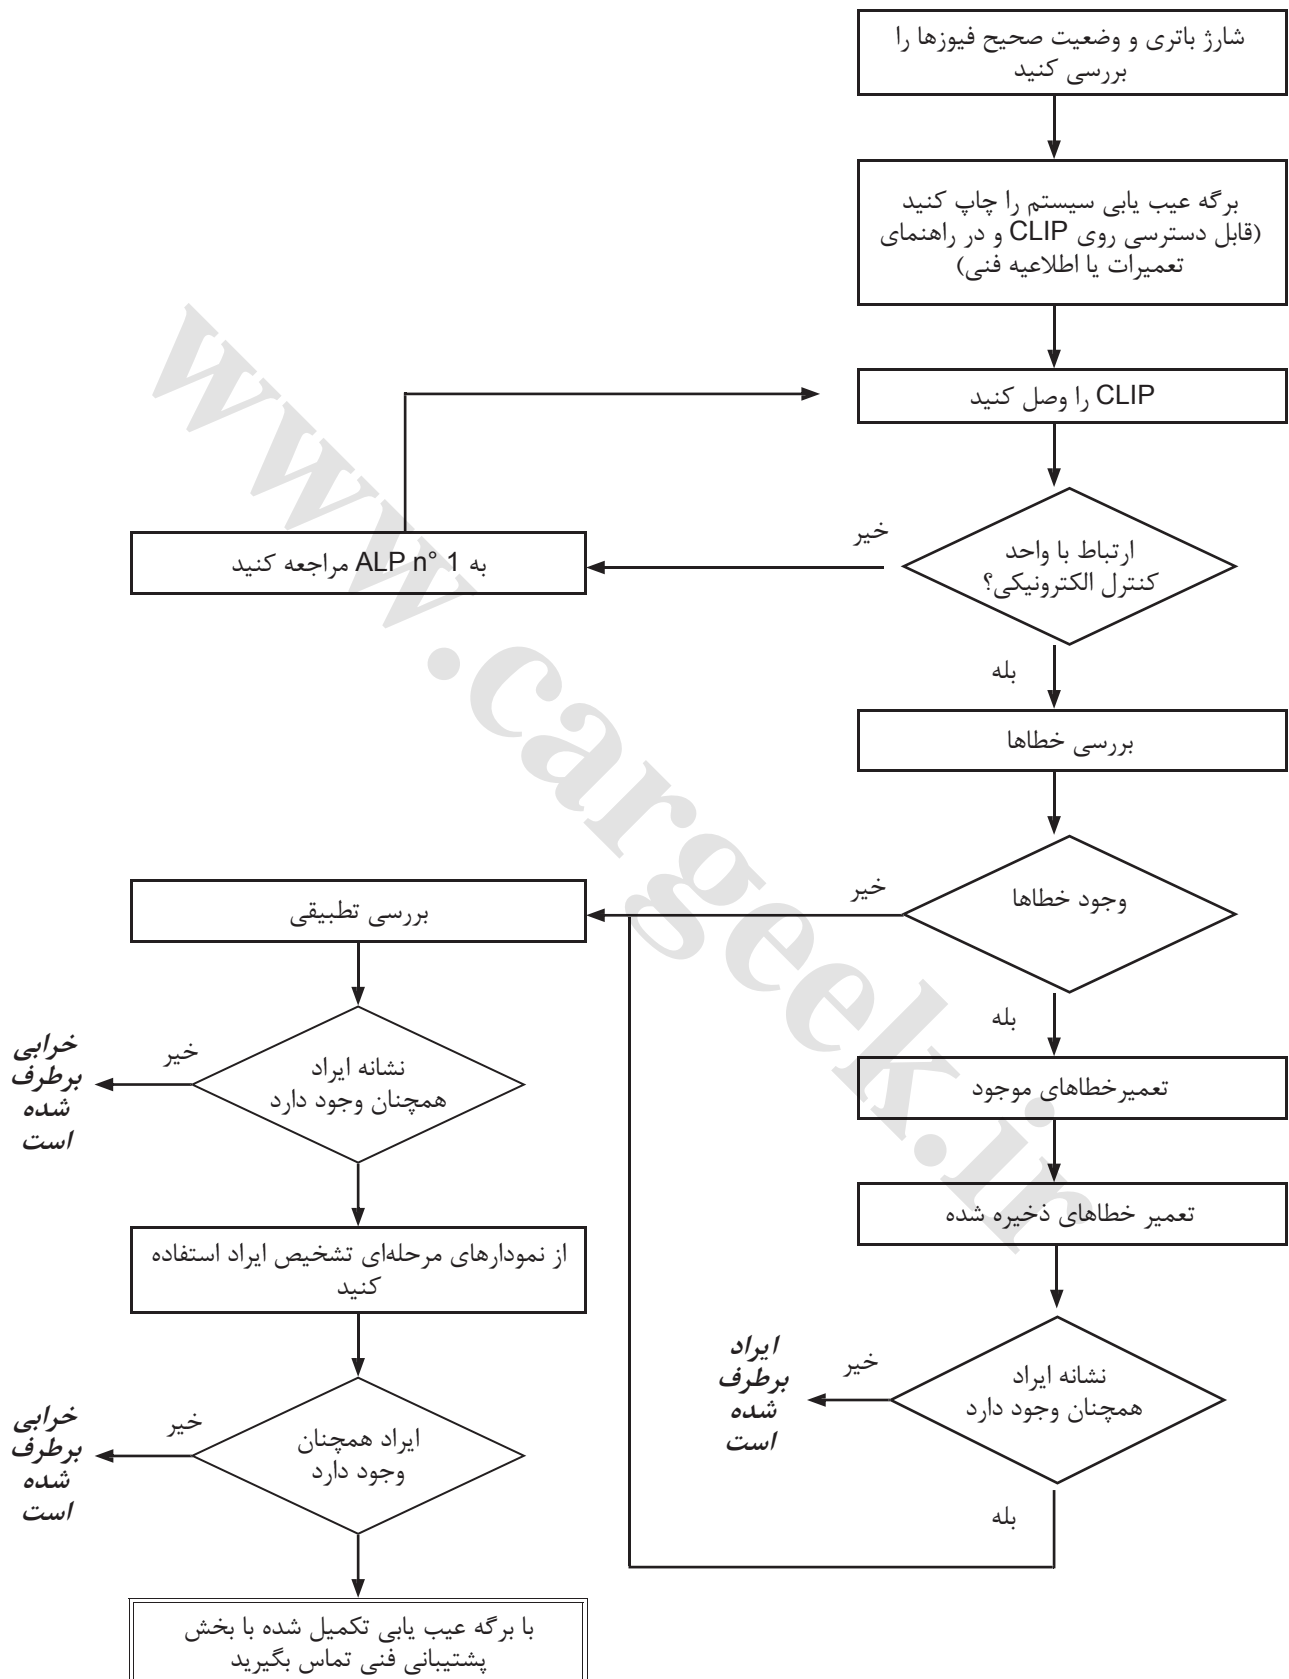 شارژ باتری و وضعیت صحیح فیوزها را
بررسی کنید
برگه عیب یابی سیستم را چاپ کنید
(قابل دسترسی روی CLIP و در راهنمای
تعمیرات یا اطلاعیه فنی)
CLIP را وصل کنید
ارتباط با واحد
کنترل الکترونیکی؟
خیر
به ALP n° 1 مراجعه کنید
بله
بررسی خطاها
وجود خطاها
خیر
بررسی تطبیقی
نشانه ایراد
همچنان وجود دارد
خیر
خرابی
برطرف
شده
است
از نمودارهای مرحله‌ای تشخیص ایراد استفاده
کنید
ایراد همچنان
وجود دارد
خیر
خرابی
برطرف
شده
است
با برگه عیب یابی تکمیل شده با بخش
پشتیبانی فنی تماس بگیرید
بله
تعمیرخطاهای موجود
تعمیر خطاهای ذخیره شده
نشانه ایراد
همچنان وجود دارد
خیر
ایراد
برطرف
شده
است
بله
www.cargeek.ir